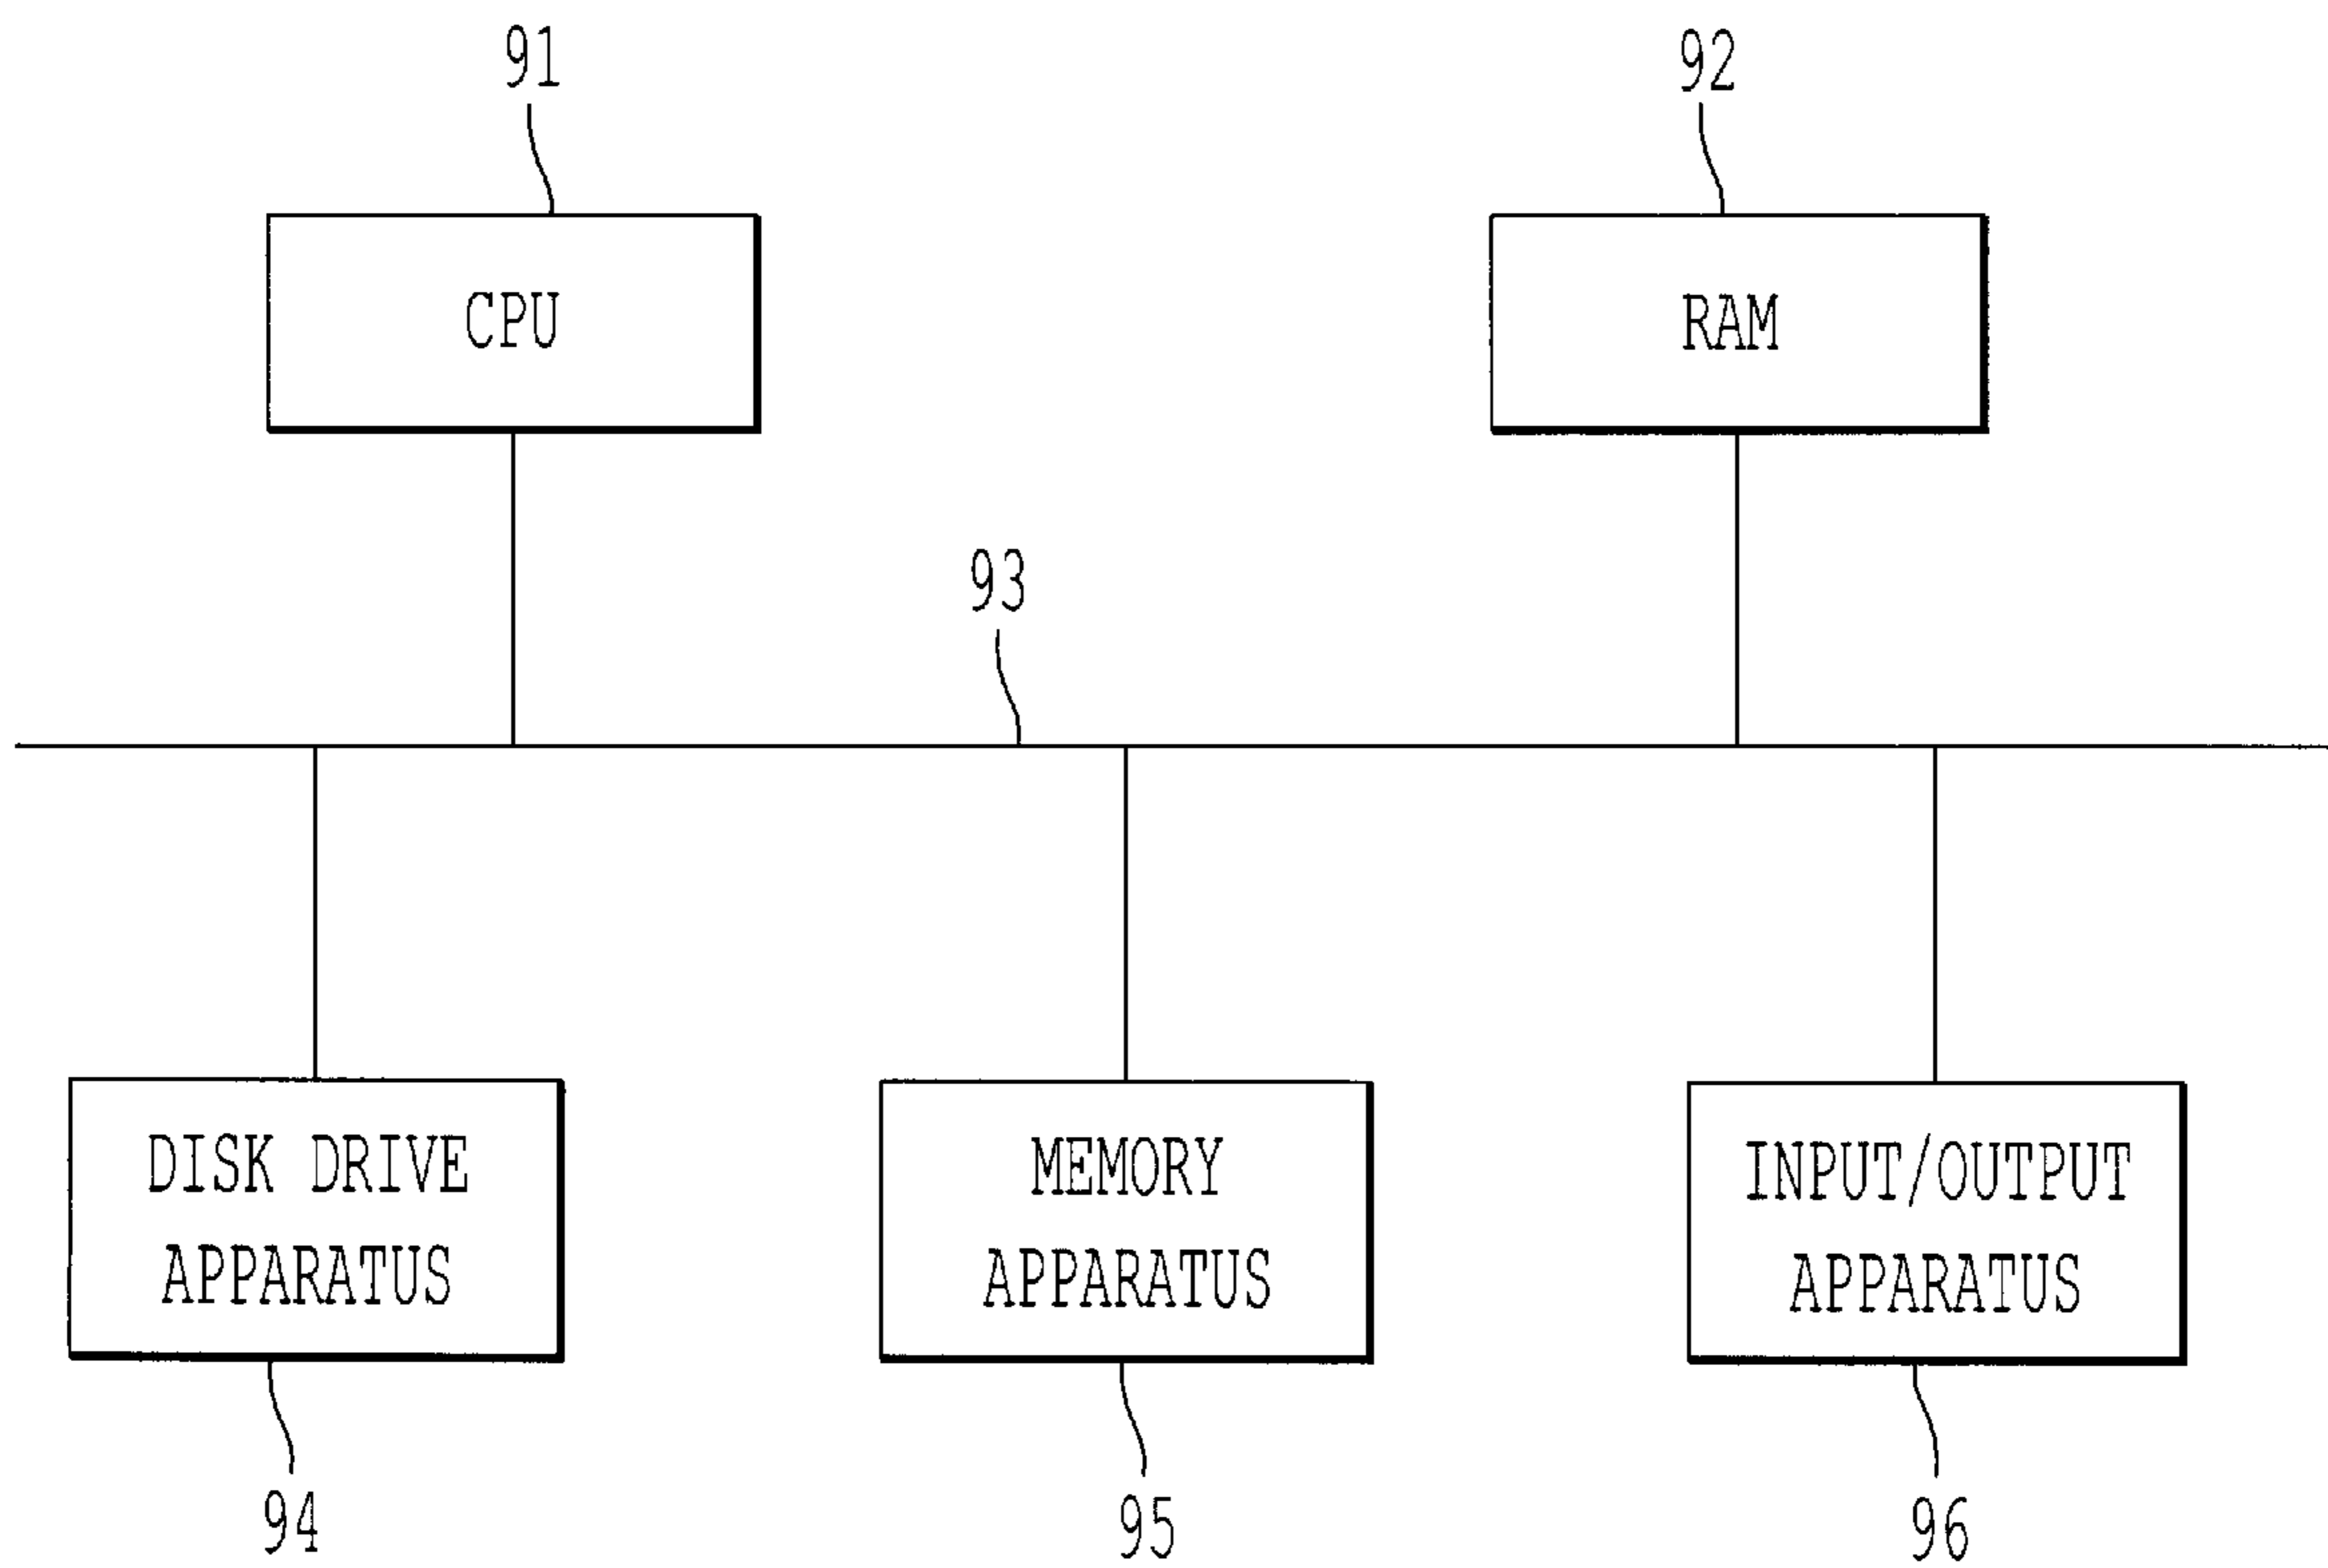 91
92
CPU
RAM
93
DISK DRIVE
APPARATUS
MEMORY
APPARATUS
INPUT/OUTPUT
APPARATUS
94
95
96